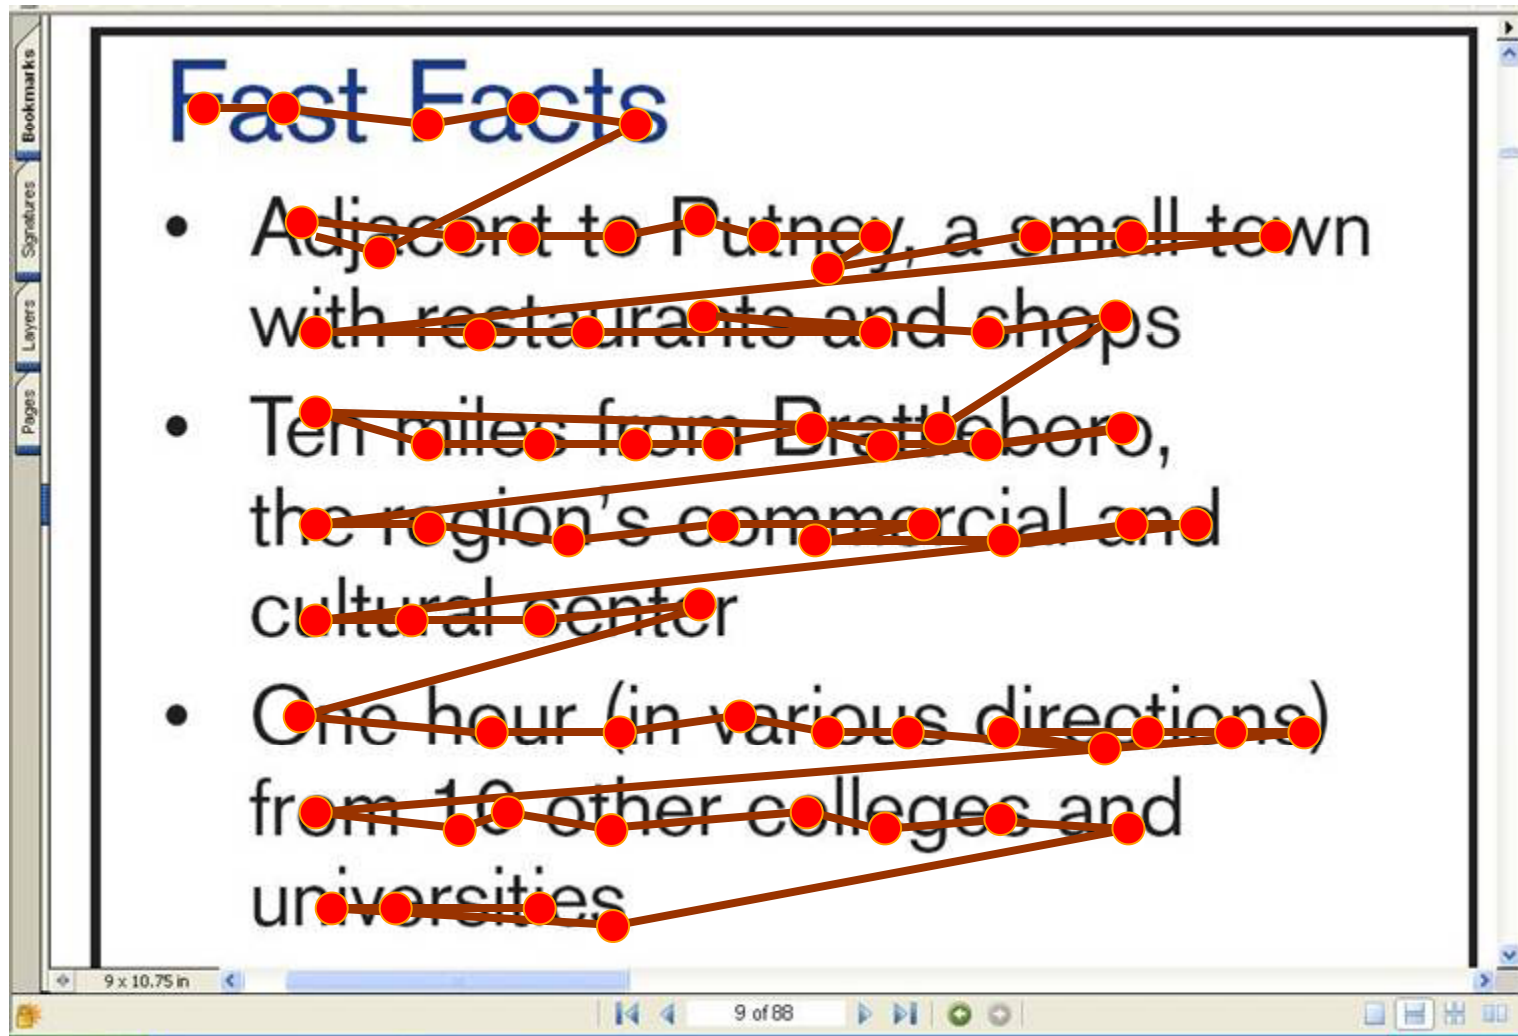 Bookmarks
Signatures
Layers
Pages
Fast Facts
• Adjacent to Putney, a small town
with restaurants and shops
• Ten miles from Brattleboro,
the region's commercial and
cultural center
• One hour (in various directions)
from 10 other colleges and
universities
9 x 10.75 in
9 of 88